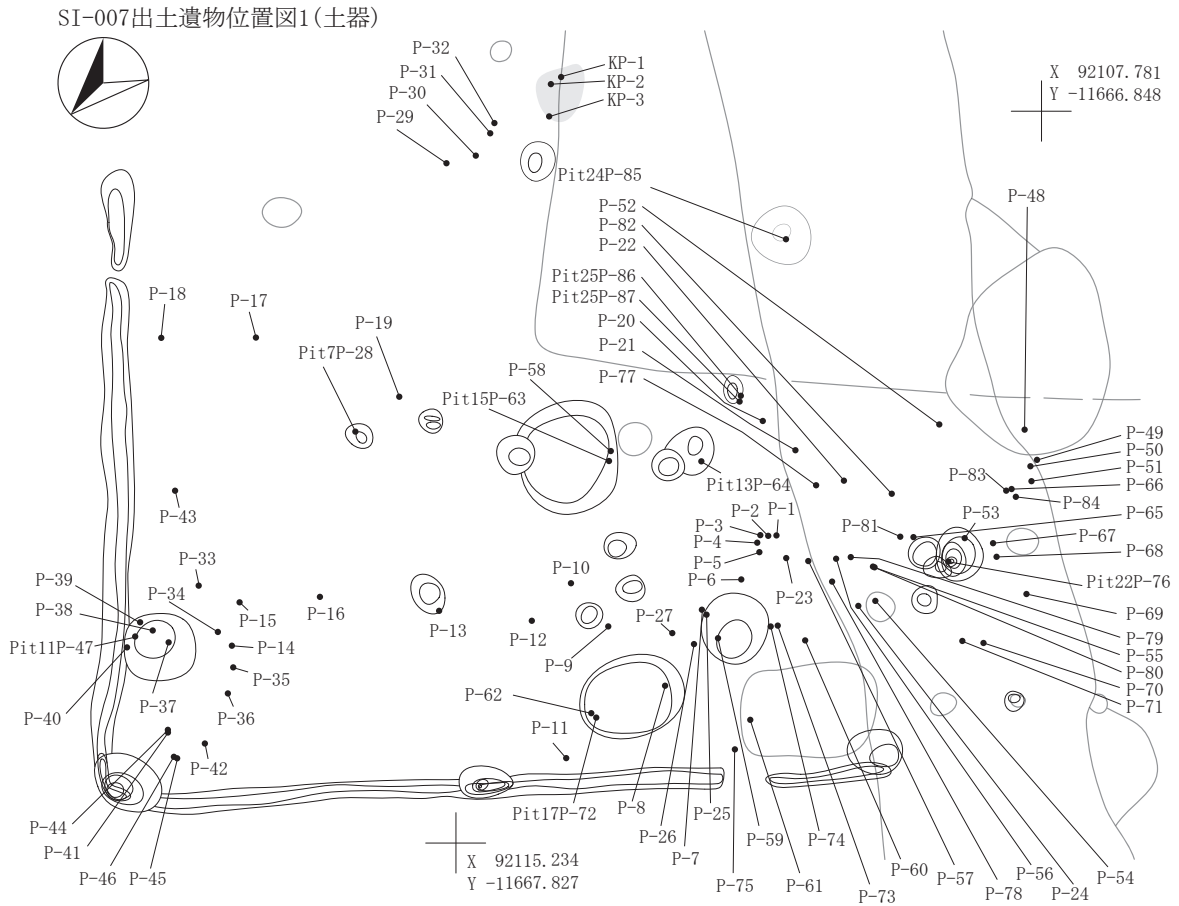 SI-007出土遺物位置図1(土器)
P-32
P-31
P-30
P-29
KP-1
KP-2
KP-3
X 92107.781
Y -11666.848
Pit24P-85
P-52
P-82
P-22
Pit25P-86
Pit25P-87
P-20
P-21
P-77
P-48
P-18
P-17
P-19
Pit7P-28
P-58
Pit15P-63
Pit13P-64
P-49
P-50
P-51
P-66
P-83
P-84
P-65
P-53
P-67
P-68
P-81
Pit22P-76
P-69
P-79
P-55
P-80
P-70
P-71
P-2
P-1
P-3
P-4
P-5
P-6
P-23
P-43
P-33
P-39
P-34
P-38
P-15
P-16
Pit11P-47
P-14
P-35
P-37
P-36
P-40
P-42
P-10
P-13
P-12
P-27
P-9
P-62
P-11
P-44
P-41
P-46
P-45
Pit17P-72
P-8
P-25
P-26
P-7
P-59
P-74
P-75
P-61
P-73
P-60
P-57
P-78
P-56
P-24
P-54
X 92115.234
Y -11667.827